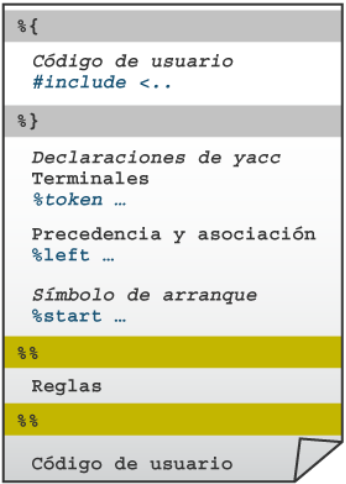 %{
Código de usuario
#include <..
%}
Declaraciones de yacc
Terminales
%token …
Precedencia y asociación
%left …
Símbolo de arranque
%start …
%%
Reglas
%%
Código de usuario